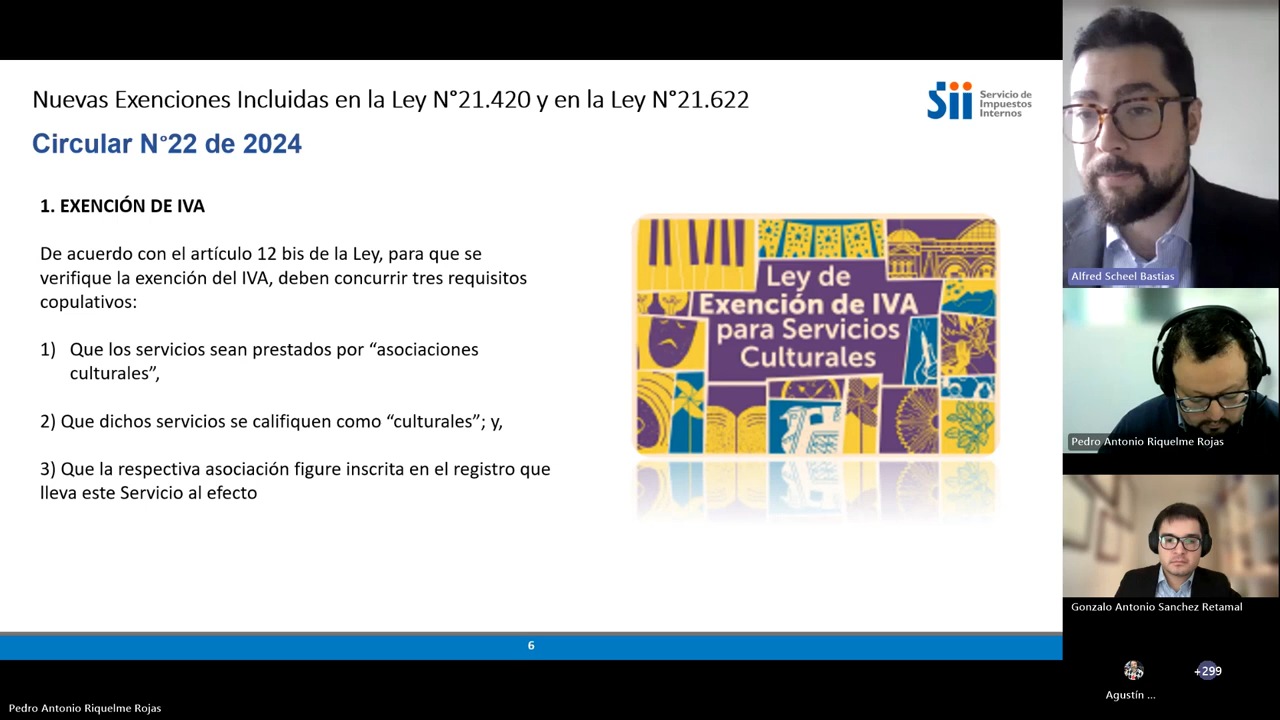 Nuevas Exenciones Incluidas en la Ley N°21.420 y en la Ley N°21.622
Circular N°22 de 2024
sii Servicio de
Impuestos
Internos
1. EXENCIÓN DE IVA
De acuerdo con el artículo 12 bis de la Ley, para que se
verifique la exención del IVA, deben concurrir tres requisitos
copulativos:
1) Que los servicios sean prestados por “asociaciones
culturales”,
2) Que dichos servicios se califiquen como “culturales”; y,
3) Que la respectiva asociación figure inscrita en el registro que
lleva este Servicio al efecto
Ley de
Exención de IVA
para Servicios
Culturales
6
Alfred Scheel Bastias
Pedro Antonio Riquelme Rojas
Gonzalo Antonio Sanchez Retamal
+299
Agustín ...
Pedro Antonio Riquelme Rojas